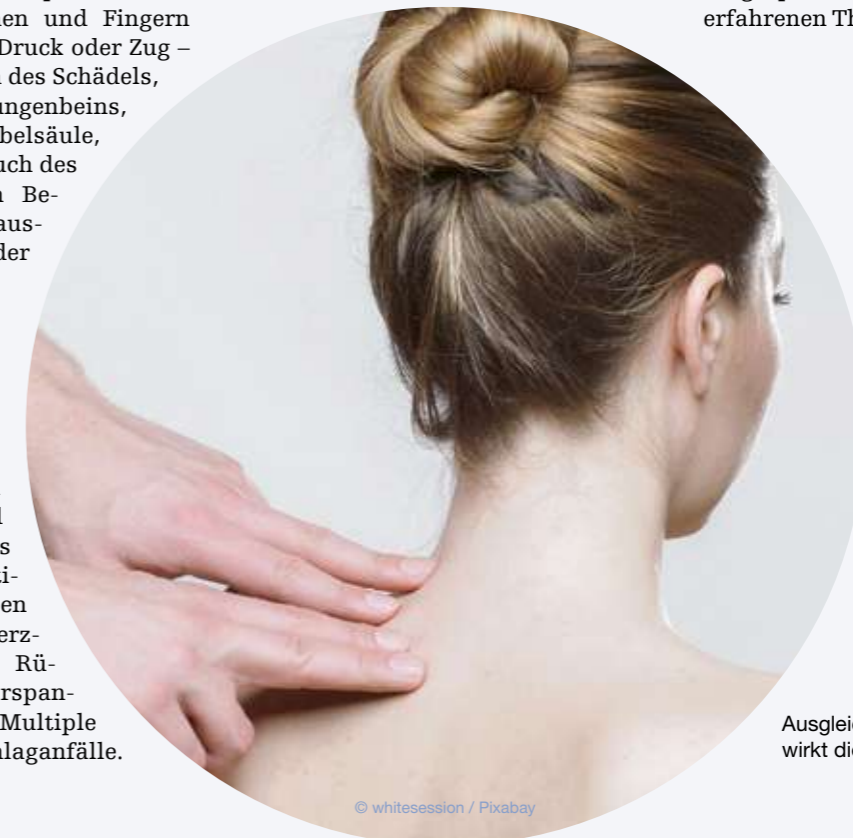 en und Fingern
Druck oder Zug –
des Schädels,
ungenbeins,
belsäule,
uch des
Be-
aus-
der
s
zi-
en
erz-
Rü-
rspan-
Multiple
laganfälle.
erfahrenen Th
Ausgleic
wirkt die
© whitesession / Pixabay